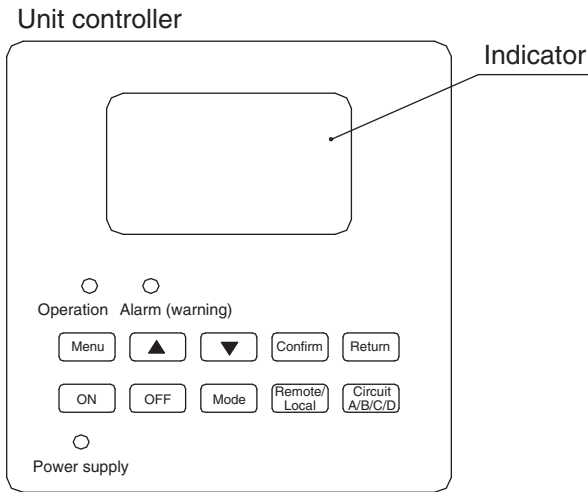 Unit controller
Indicator
Operation Alarm (warning)
Menu ▲ ▼ Confirm Return
ON OFF Mode Remote/ Circuit
Local A/B/C/D
Power supply